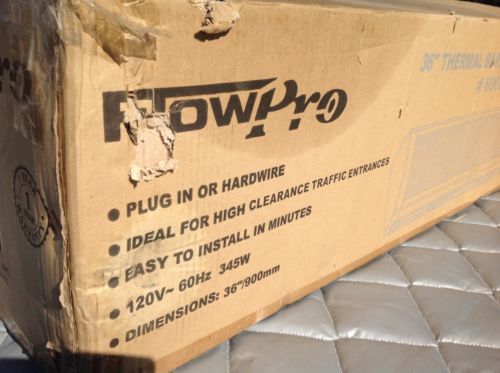 FlowPro
36" THERMAL
PLUG IN OR HARDWIRE
IDEAL FOR HIGH CLEARANCE TRAFFIC ENTRANCES
EASY TO INSTALL IN MINUTES
120V~ 60Hz 345W
DIMENSIONS: 36"/900mm